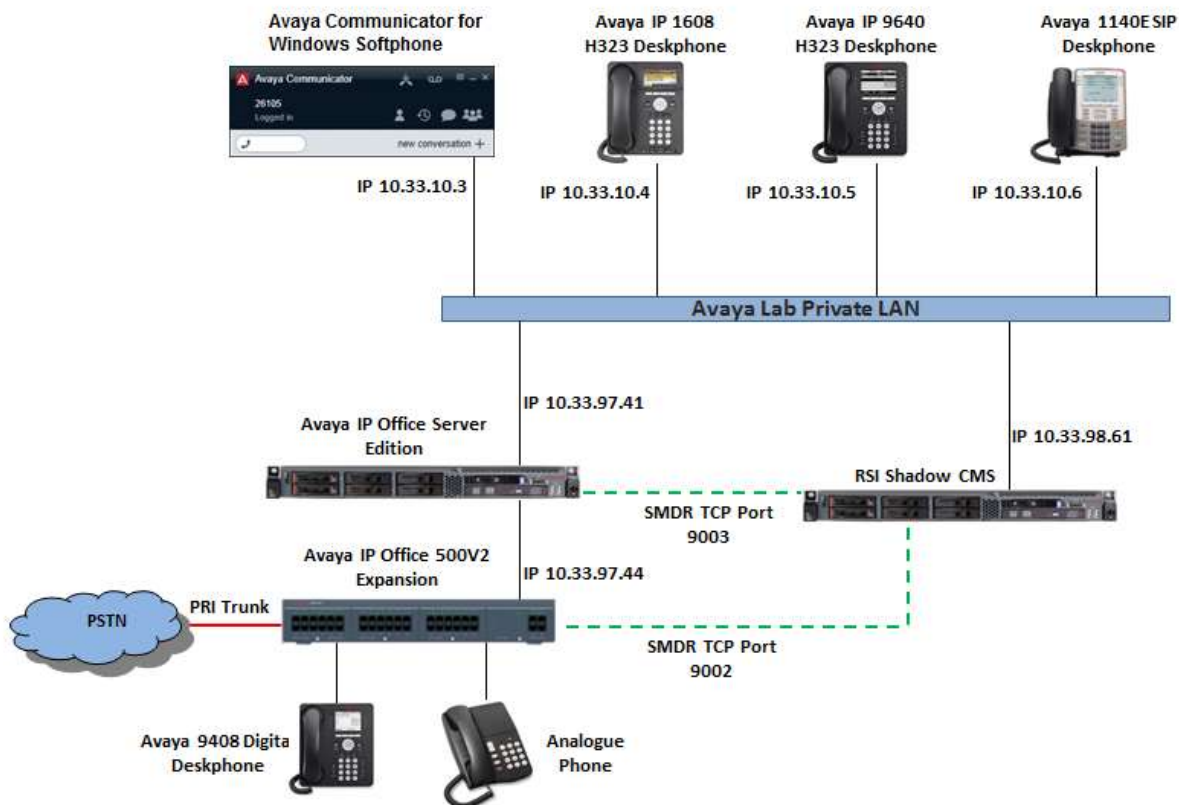 Avaya Communicator for
Windows Softphone
Avaya IP 1608
H323 Deskphone
Avaya IP 9640
H323 Deskphone
Avaya 1140E SIP
Deskphone
Avaya Communicator
26105
Logged in
new conversation +
IP 10.33.10.3
IP 10.33.10.4
IP 10.33.10.5
IP 10.33.10.6
Avaya Lab Private LAN
IP 10.33.97.41
Avaya IP Office Server
Edition
IP 10.33.98.61
RSI Shadow CMS
SMDR TCP Port
9003
Avaya IP Office 500V2
Expansion
IP 10.33.97.44
PRI Trunk
PSTN
SMDR TCP Port
9002
Avaya 9408 Digita
Deskphone
Analogue
Phone